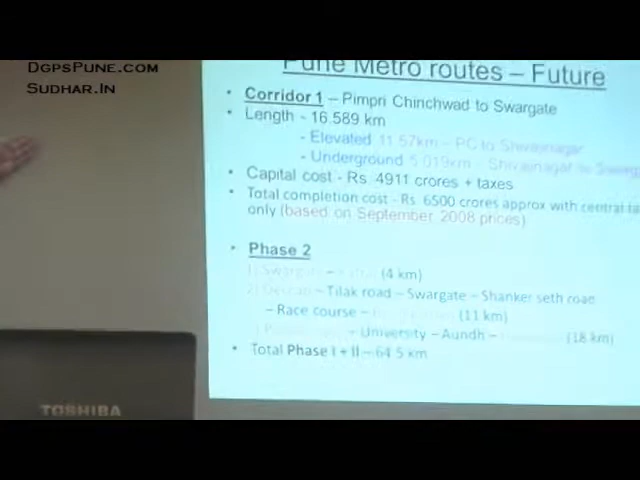 DgpsPune.com
Sudhar.In
Pune Metro routes – Future
• Corridor 1 – Pimpri Chinchwad to Swargate
• Length - 16.589 km
- Elevated 11.57km – PC to Shivajinagar
- Underground 5.019km – Shivajinagar to
• Capital cost - Rs 4911 crores + taxes
• Total completion cost - Rs 6500 crores approx with central
only (based on September 2008 prices)
• Phase 2
1) Swargate – (4 km)
2) – Tilak road – Swargate – Shanker seth road
– Race course – (11 km)
– University – Aundh – (18 km)
• Total Phase I + II – 64.5 km
TOSHIBA